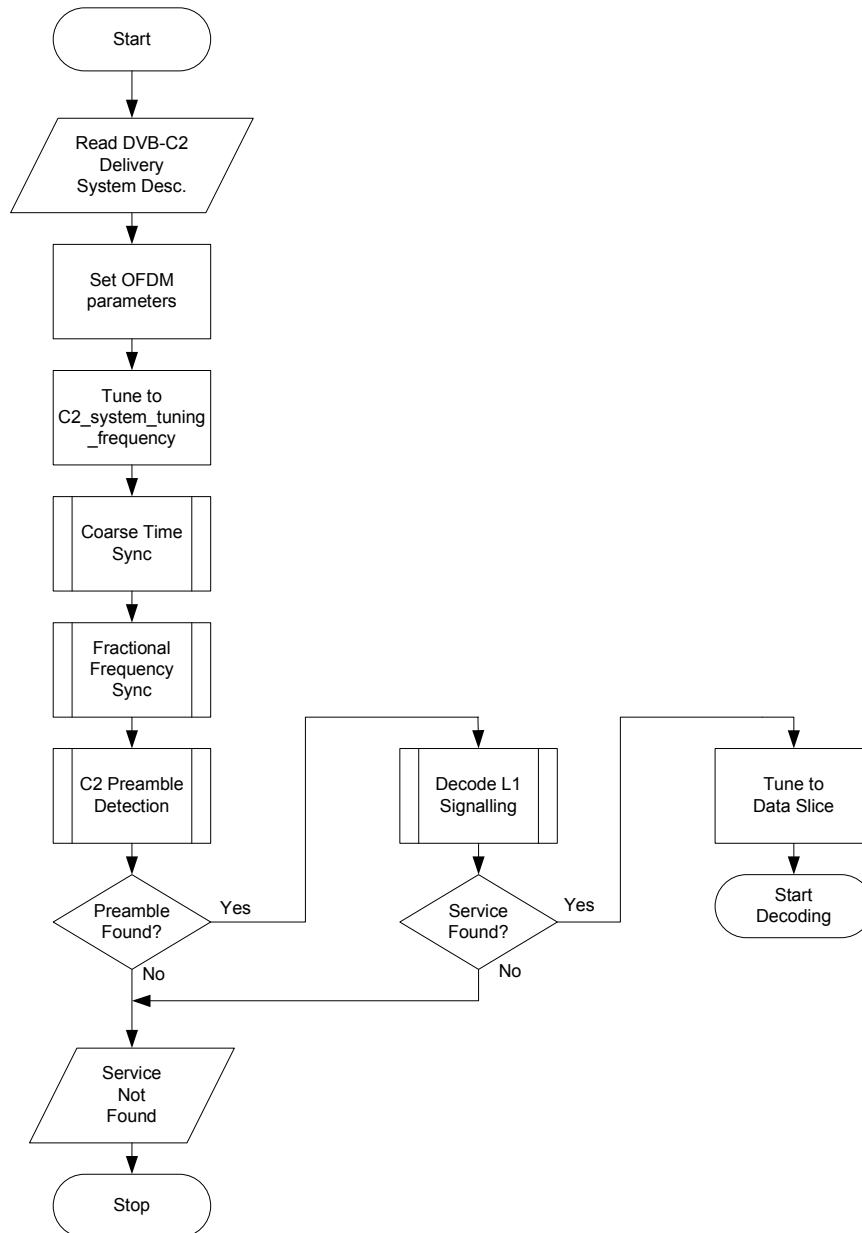 Start
Read DVB-C2
Delivery
System Desc.
Set OFDM
parameters
Tune to
C2_system_tuning
_frequency
Coarse Time
Sync
Fractional
Frequency
Sync
C2 Preamble
Detection
Decode L1
Signalling
Tune to
Data Slice
Preamble
Found?
Yes
No
Service
Found?
Yes
No
Start
Decoding
Service
Not
Found
Stop